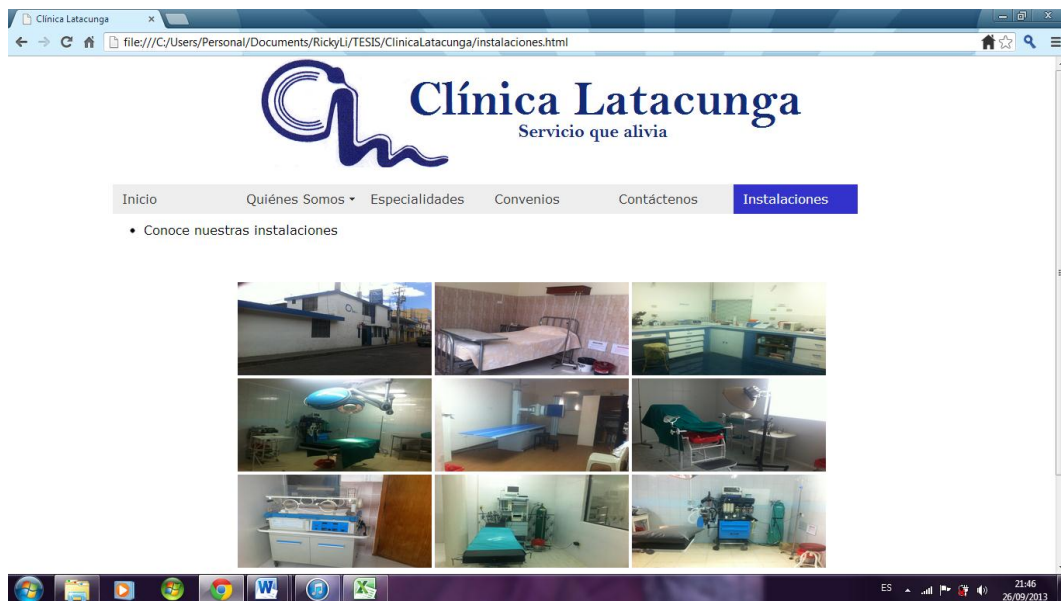 Clínica Latacunga
file:///C:/Users/Personal/Documents/RickyLi/TESIS/ClinicaLatacunga/instalaciones.html
Clínica Latacunga
Servicio que alivia
Inicio Quiénes Somos Especialidades Convenios Contáctenos Instalaciones
• Conoce nuestras instalaciones
ES 21:46
26/09/2013